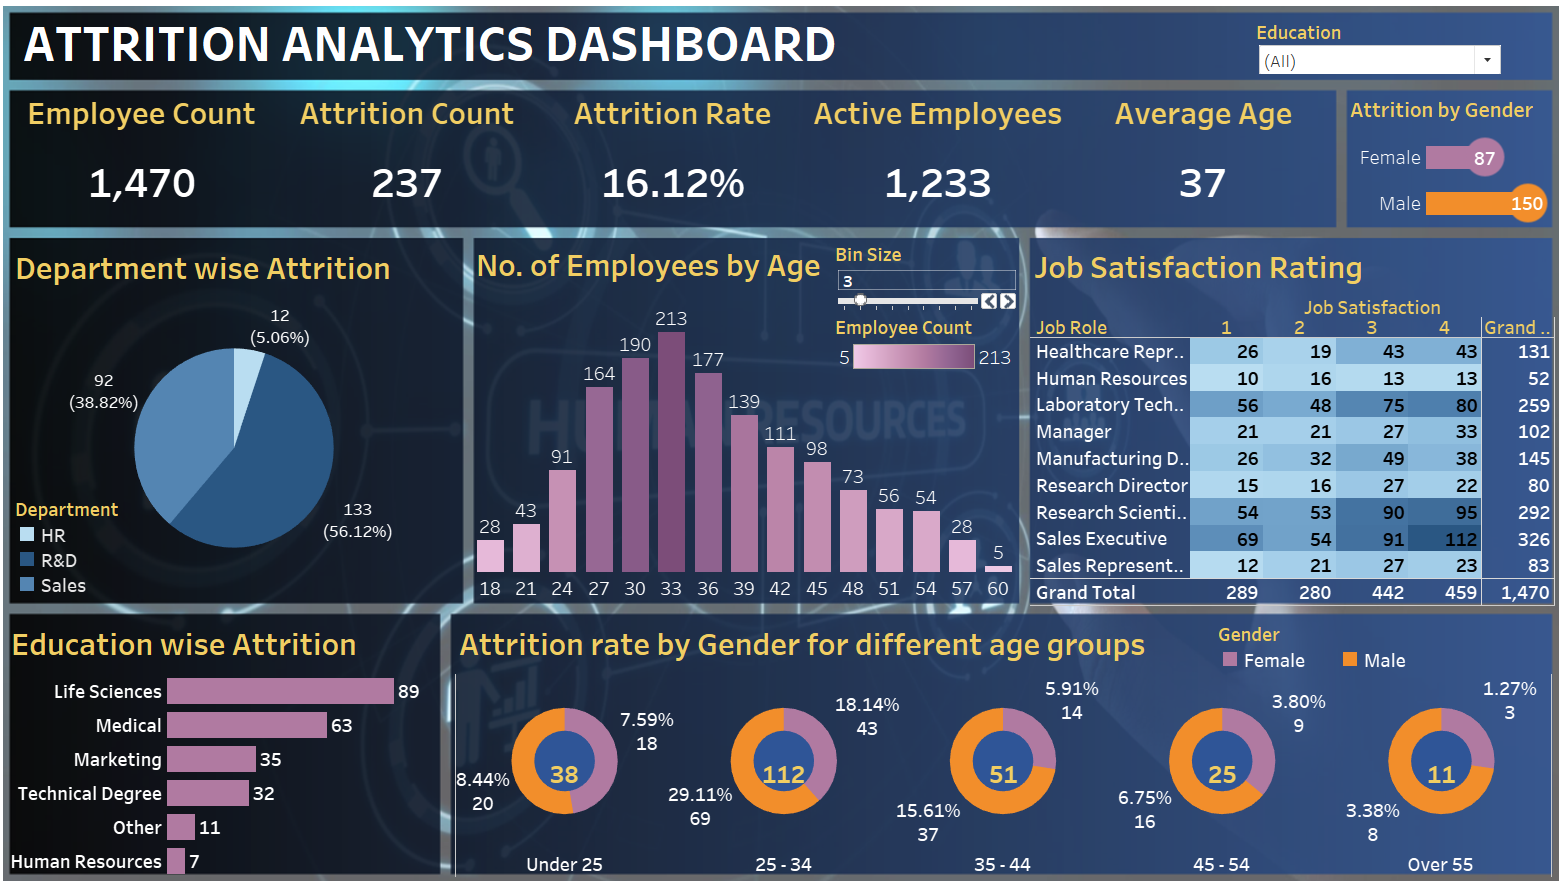 ATTRITION ANALYTICS DASHBOARD
Education
(All)
Employee Count
1,470
Attrition Count
237
Attrition Rate
16.12%
Active Employees
1,233
Average Age
37
Attrition by Gender
Female 87
Male 150
Department wise Attrition
12
(5.06%)
92
(38.82%)
133
(56.12%)
Department
HR
R&D
Sales
No. of Employees by Age
Bin Size
3
Employee Count
5 213
28 43 91 164 190 213 177 139 111 98 73 56 54 28 5
18 21 24 27 30 33 36 39 42 45 48 51 54 57 60
HUMAN RESOURCES
Job Satisfaction Rating
Job Satisfaction
Job Role 1 2 3 4 Grand ..
Healthcare Repr.. 26 19 43 43 131
Human Resources 10 16 13 13 52
Laboratory Tech.. 56 48 75 80 259
Manager 21 21 27 33 102
Manufacturing D.. 26 32 49 38 145
Research Director 15 16 27 22 80
Research Scienti.. 54 53 90 95 292
Sales Executive 69 54 91 112 326
Sales Represent.. 12 21 27 23 83
Grand Total 289 280 442 459 1,470
Education wise Attrition
Life Sciences 89
Medical 63
Marketing 35
Technical Degree 32
Other 11
Human Resources 7
Attrition rate by Gender for different age groups
Gender
Female
Male
7.59%
18
38
8.44%
20
Under 25
18.14%
43
112
29.11%
69
25 - 34
5.91%
14
51
15.61%
37
35 - 44
3.80%
9
25
6.75%
16
45 - 54
1.27%
3
11
3.38%
8
Over 55